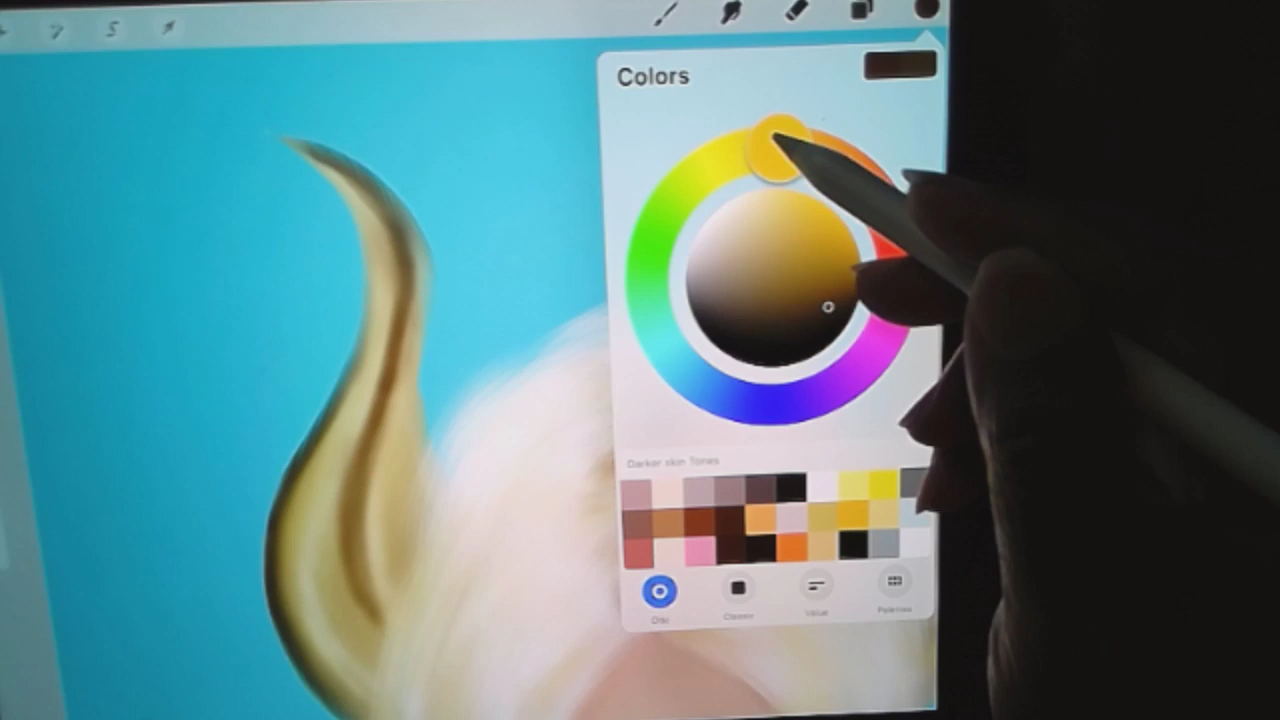 Colors
Darker skin Tones
Disc
Classic
Value
Palettes